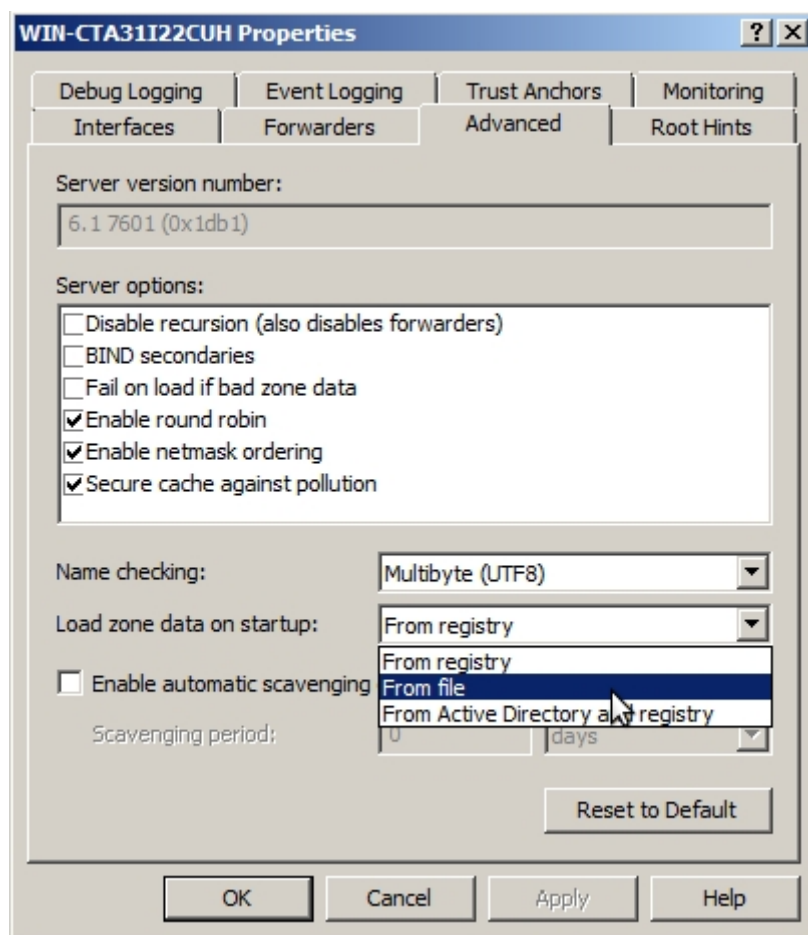 WIN-CTA31I22CUH Properties
Debug Logging Event Logging Trust Anchors Monitoring
Interfaces Forwarders Advanced Root Hints
Server version number:
6.1 7601 (0x1db1)
Server options:
Disable recursion (also disables forwarders)
BIND secondaries
Fail on load if bad zone data
Enable round robin
Enable netmask ordering
Secure cache against pollution
Name checking: Multibyte (UTF8)
Load zone data on startup: From registry
From registry
Enable automatic scavenging From file
From Active Directory and registry
Scavenging period: 0 days
Reset to Default
OK Cancel Apply Help